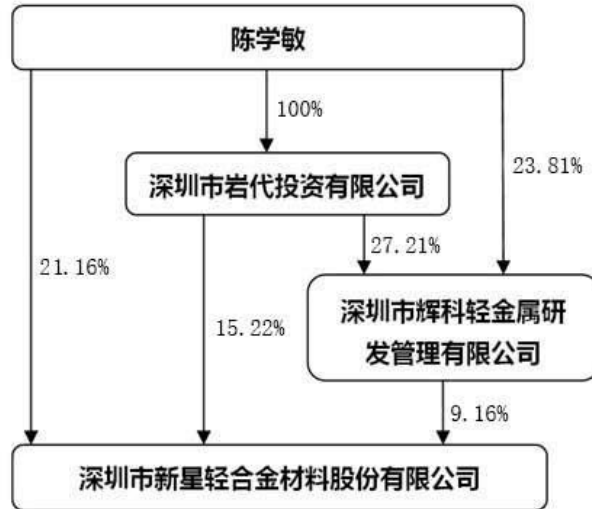 陈学敏
100%
23.81%
深圳市岩代投资有限公司
27.21%
21.16%
15.22%
深圳市辉科轻金属研
发管理有限公司
9.16%
深圳市新星轻合金材料股份有限公司